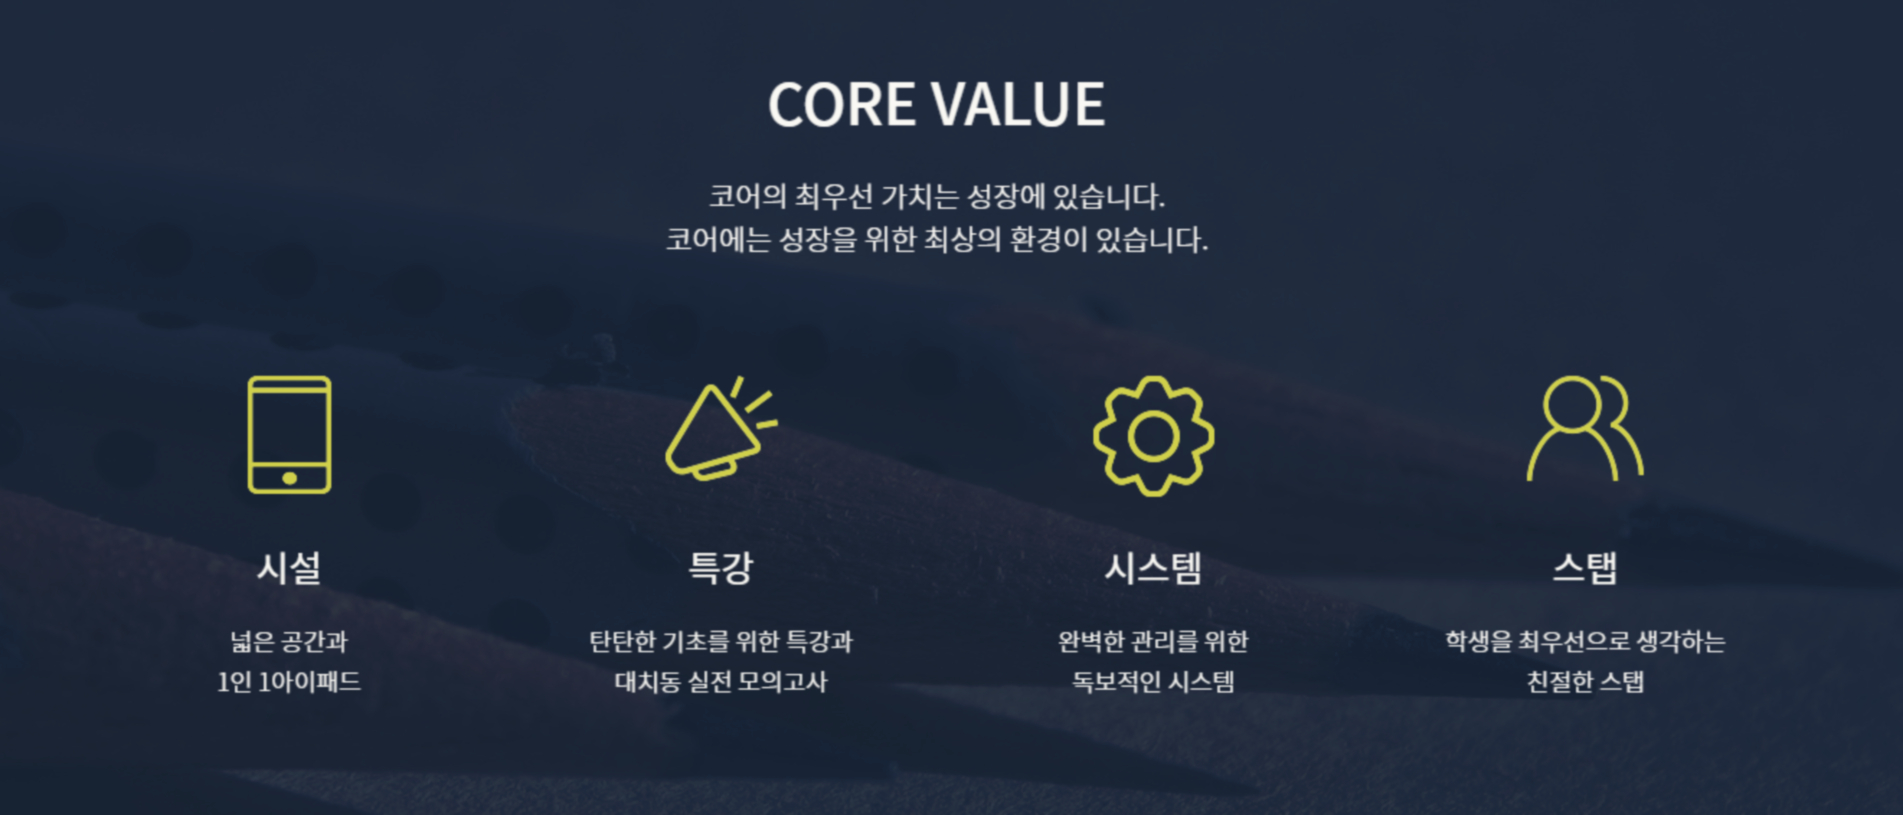 CORE VALUE
코어의 최우선 가치는 성장에 있습니다.
코어에는 성장을 위한 최상의 환경이 있습니다.
시설
넓은 공간과
1인 1아이패드
특강
탄탄한 기초를 위한 특강과
대치동 실전 모의고사
시스템
완벽한 관리를 위한
독보적인 시스템
스탭
학생을 최우선으로 생각하는
친절한 스탭